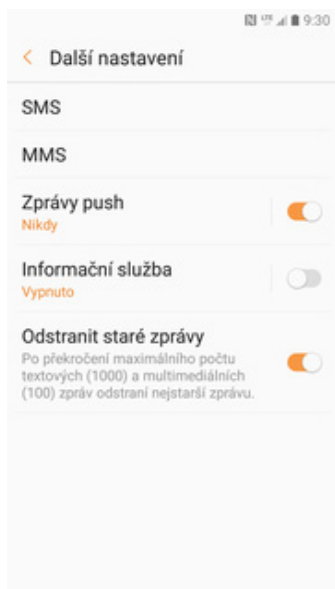 9:30
Další nastavení
SMS
MMS
Zprávy push
Nikdy
Informační služba
Vypnuto
Odstranit staré zprávy
Po překročení maximálního počtu
textových (1000) a multimediálních
(100) zpráv odstraní nejstarší zprávu.